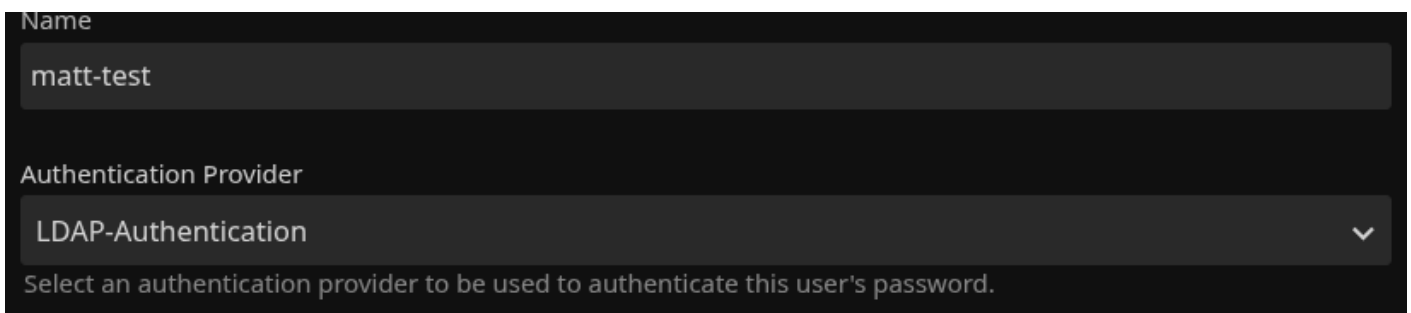 Name
matt-test
Authentication Provider
LDAP-Authentication
Select an authentication provider to be used to authenticate this user's password.